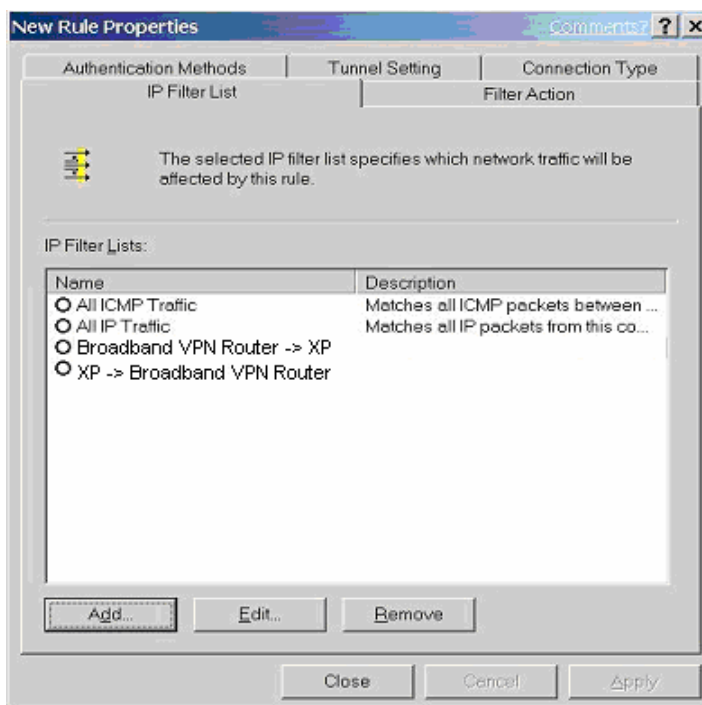 New Rule Properties Comments? ? ×
Authentication Methods Tunnel Setting Connection Type
IP Filter List Filter Action
The selected IP filter list specifies which network traffic will be
affected by this rule.
IP Filter Lists:
Name Description
All ICMP Traffic Matches all ICMP packets between ...
All IP Traffic Matches all IP packets from this co...
Broadband VPN Router -> XP
XP -> Broadband VPN Router
Add... Edit... Remove
Close Cancel Apply